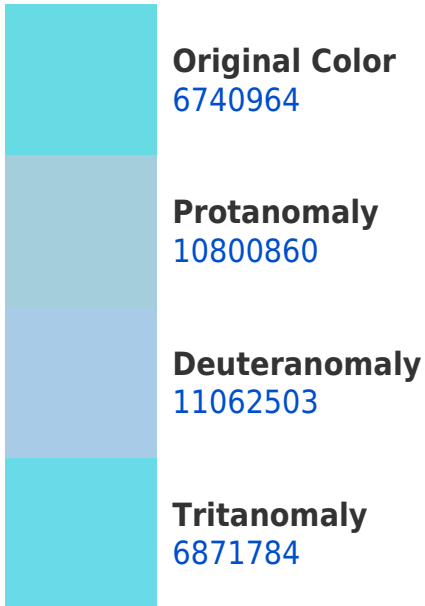 Original Color
6740964
Protanomaly
10800860
Deuteranomaly
11062503
Tritanomaly
6871784